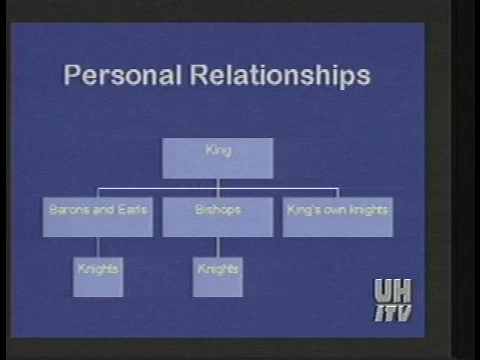 Personal Relationships
King
Barons and Earls
Bishops
King's own knights
Knights
Knights
UH
ITV